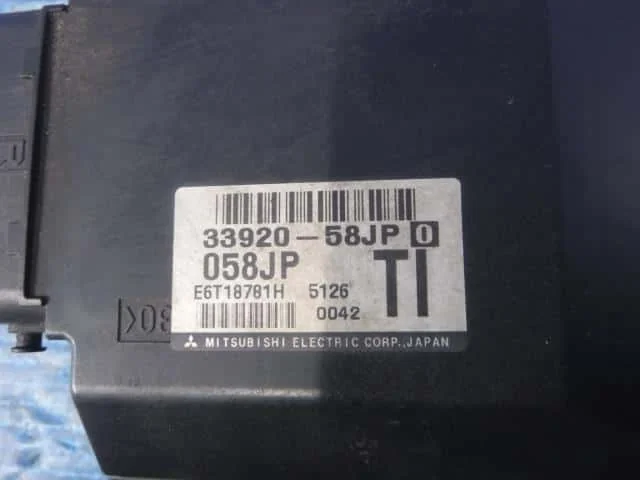 33920-58JP 0
058JP TI
E6T18781H 5126
0042
MITSUBISHI ELECTRIC CORP.,JAPAN